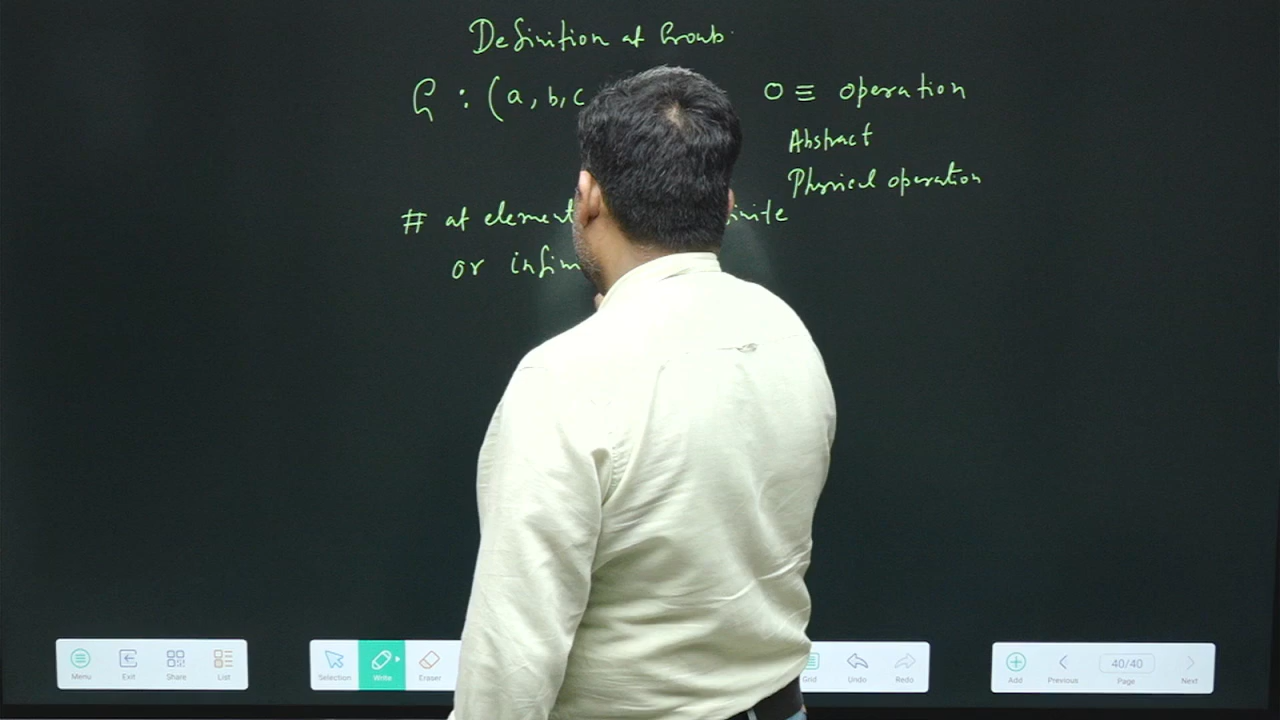 Definition of Group.
G : (a, b, c
O ≡ operation
Abstract
Physical operation
# of element
or
Menu
Exit
Share
List
Selection
Write
Eraser
Grid
Undo
Redo
Add
Previous
40/40
Page
Next